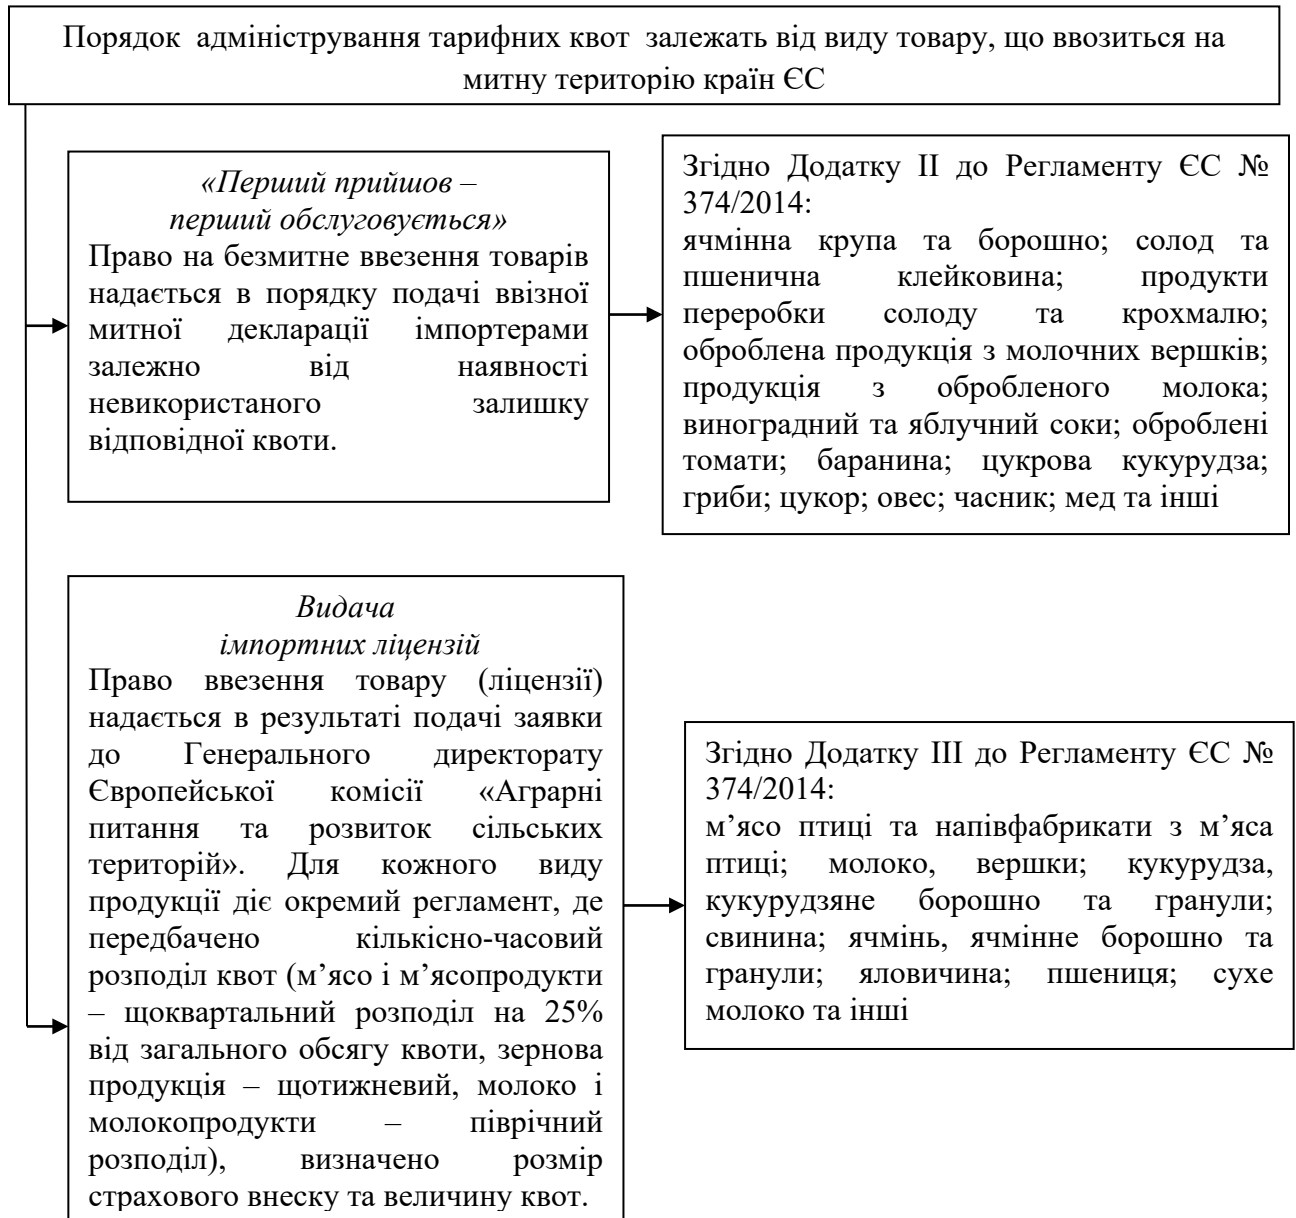 Порядок адміністрування тарифних квот залежать від виду товару, що ввозиться на
митну територію країн ЄС
«Перший прийшов –
перший обслуговується»
Право на безмитне ввезення товарів
надається в порядку подачі ввізної
митної декларації імпортерами
залежно від наявності
невикористаного залишку
відповідної квоти.
Згідно Додатку II до Регламенту ЄС №
374/2014:
ячмінна крупа та борошно; солод та
пшенична клейковина; продукти
переробки солоду та крохмалю;
оброблена продукція з молочних вершків;
продукція з обробленого молока;
виноградний та яблучний соки; оброблені
томати; баранина; цукрова кукурудза;
гриби; цукор; овес; часник; мед та інші
Видача
імпортних ліцензій
Право ввезення товару (ліцензії)
надається в результаті подачі заявки
до Генерального директорату
Європейської комісії «Аграрні
питання та розвиток сільських
територій». Для кожного виду
продукції діє окремий регламент, де
передбачено кількісно-часовий
розподіл квот (м’ясо і м’ясопродукти
– щоквартальний розподіл на 25%
від загального обсягу квоти, зернова
продукція – щотижневий, молоко і
молокопродукти – піврічний
розподіл), визначено розмір
страхового внеску та величину квот.
Згідно Додатку III до Регламенту ЄС №
374/2014:
м’ясо птиці та напівфабрикати з м’яса
птиці; молоко, вершки; кукурудза,
кукурудзяне борошно та гранули;
свинина; ячмінь, ячмінне борошно та
гранули; яловичина; пшениця; сухе
молоко та інші